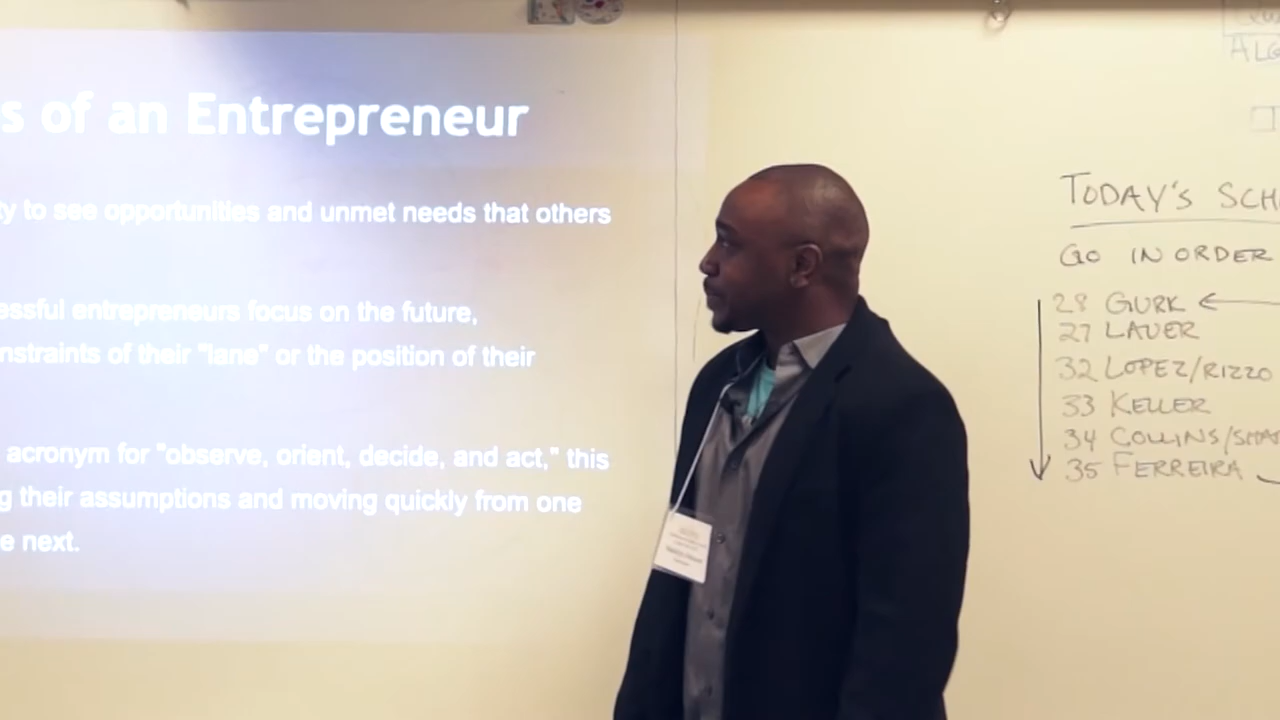 s of an Entrepreneur
ty to see opportunities and unmet needs that others
essful entrepreneurs focus on the future,
nstraints of their "lane" or the position of their
acronym for "observe, orient, decide, and act," this
g their assumptions and moving quickly from one
e next.
ALG
TODAY'S SCH
GO IN ORDER
28 GURK
27 LAUER
32 LOPEZ/RIZZO
33 KELLER
34 COLLINS/SHA
35 FERREIRA